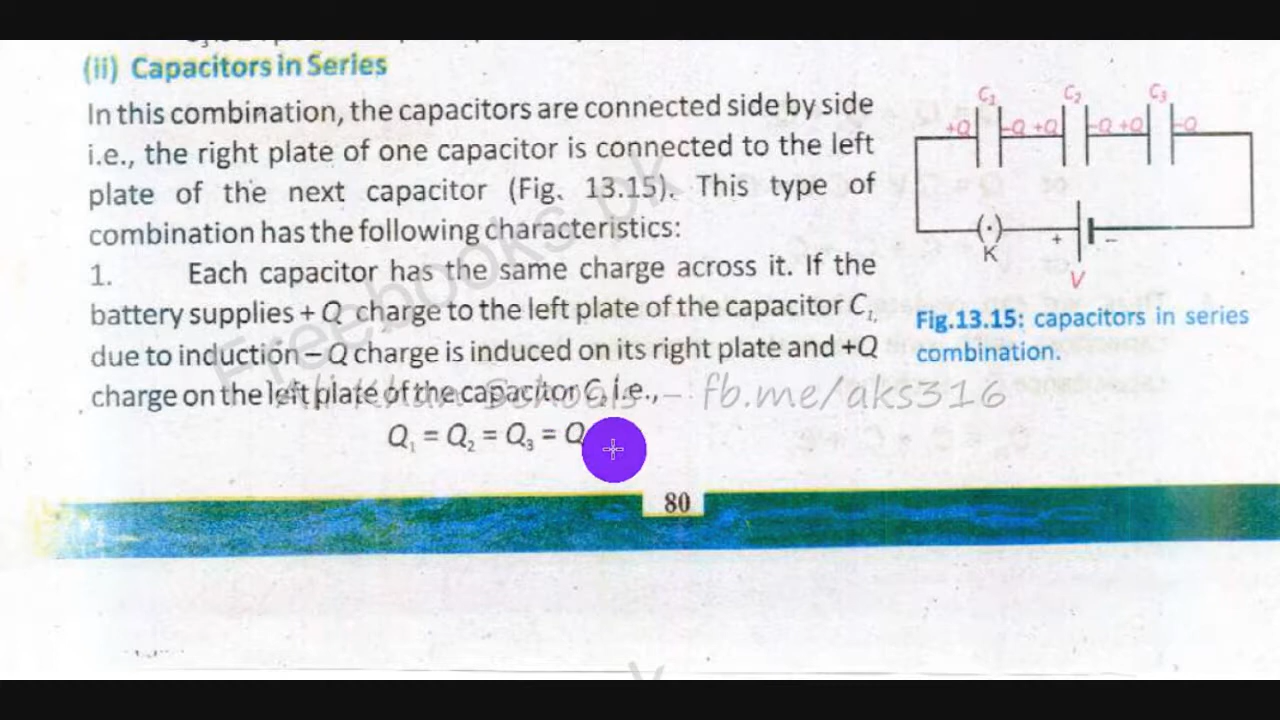 (ii) Capacitors in Series
In this combination, the capacitors are connected side by side
i.e., the right plate of one capacitor is connected to the left
plate of the next capacitor (Fig. 13.15). This type of
combination has the following characteristics:
1. Each capacitor has the same charge across it. If the
battery supplies + Q charge to the left plate of the capacitor C₁,
due to induction – Q charge is induced on its right plate and +Q
charge on the left plate of the capacitor C₂ i.e.,
Q₁ = Q₂ = Q₃ = Q
80
C₁ C₂ C₃
+Q -Q +Q -Q +Q -Q
K + -
V
Fig.13.15: capacitors in series
combination.
Freebooks.pk
– fb.me/aks316
k